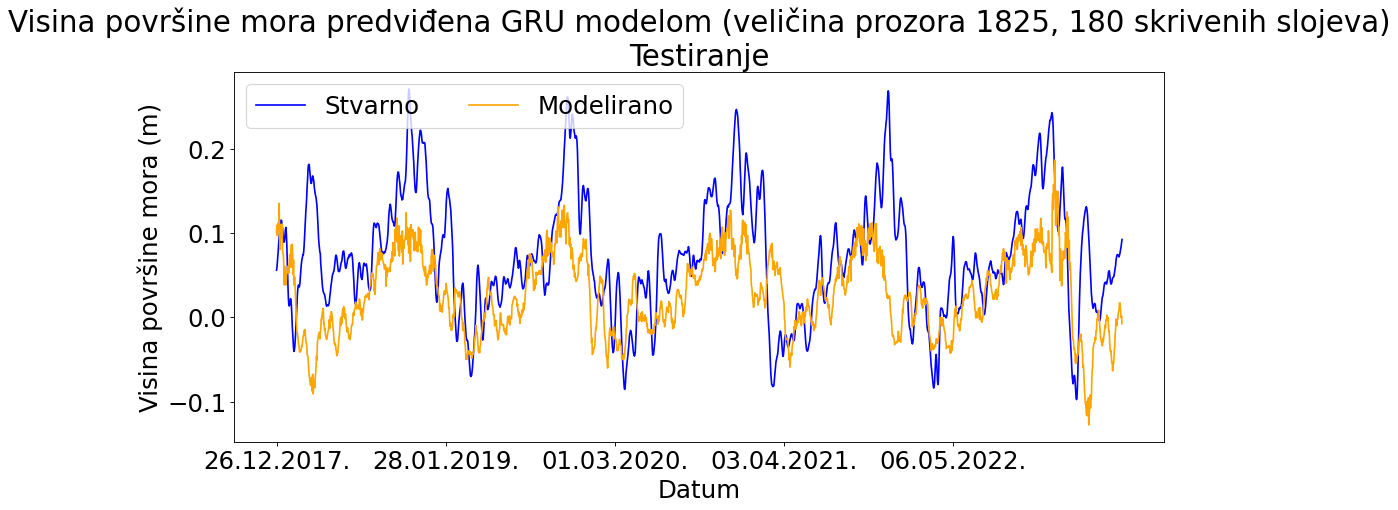 Visina površine mora predviđena GRU modelom (veličina prozora 1825, 180 skrivenih slojeva)
Testiranje
Stvarno
Modelirano
Visina površine mora (m)
0.2
0.1
0.0
−0.1
26.12.2017.
28.01.2019.
01.03.2020.
03.04.2021.
06.05.2022.
Datum